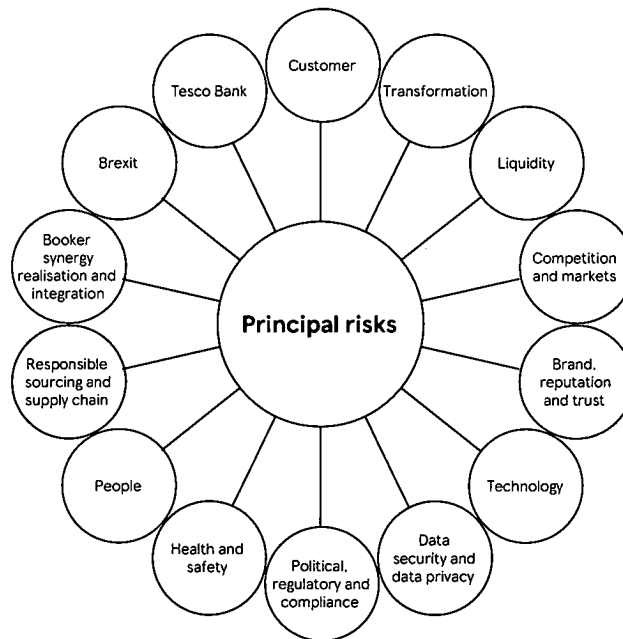 Customer
Transformation
Liquidity
Competition
and markets
Brand,
reputation
and trust
Technology
Data
security and
data privacy
Political,
regulatory and
compliance
Health and
safety
People
Responsible
sourcing and
supply chain
Booker
synergy
realisation and
integration
Brexit
Tesco Bank
Principal risks